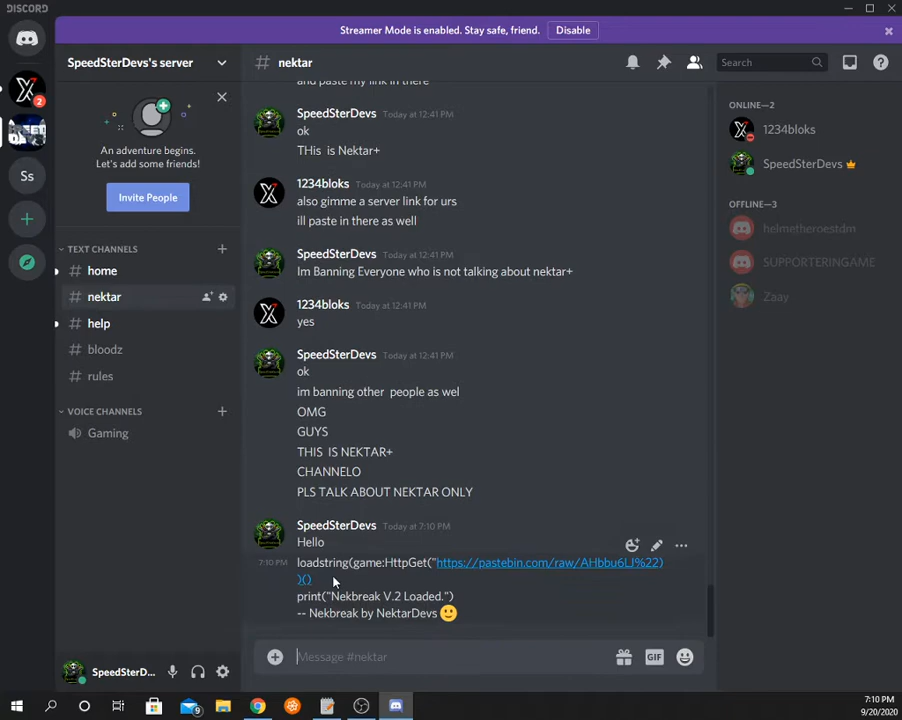 DISCORD
Streamer Mode is enabled. Stay safe, friend.
Disable
SpeedSterDevs's server
# nektar
Search
2
Ss
An adventure begins.
Let's add some friends!
Invite People
TEXT CHANNELS
# home
# nektar
# help
# bloodz
# rules
VOICE CHANNELS
Gaming
and paste my link in there
SpeedSterDevs Today at 12:41 PM
ok
THis is Nektar+
1234bloks Today at 12:41 PM
also gimme a server link for urs
ill paste in there as well
SpeedSterDevs Today at 12:41 PM
Im Banning Everyone who is not talking about nektar+
1234bloks Today at 12:41 PM
yes
SpeedSterDevs Today at 12:41 PM
ok
im banning other people as wel
OMG
GUYS
THIS IS NEKTAR+
CHANNELO
PLS TALK ABOUT NEKTAR ONLY
SpeedSterDevs Today at 7:10 PM
Hello
7:10 PM loadstring(game:HttpGet("https://pastebin.com/raw/AHbbu6LJ%22)
)()
print("Nekbreak V.2 Loaded.")
-- Nekbreak by NektarDevs 🙂
Message #nektar
GIF
ONLINE—2
1234bloks
SpeedSterDevs
OFFLINE—3
helmetheroestdm
SUPPORTERINGAME
Zaay
SpeedSterD...
9
7:10 PM
9/20/2020